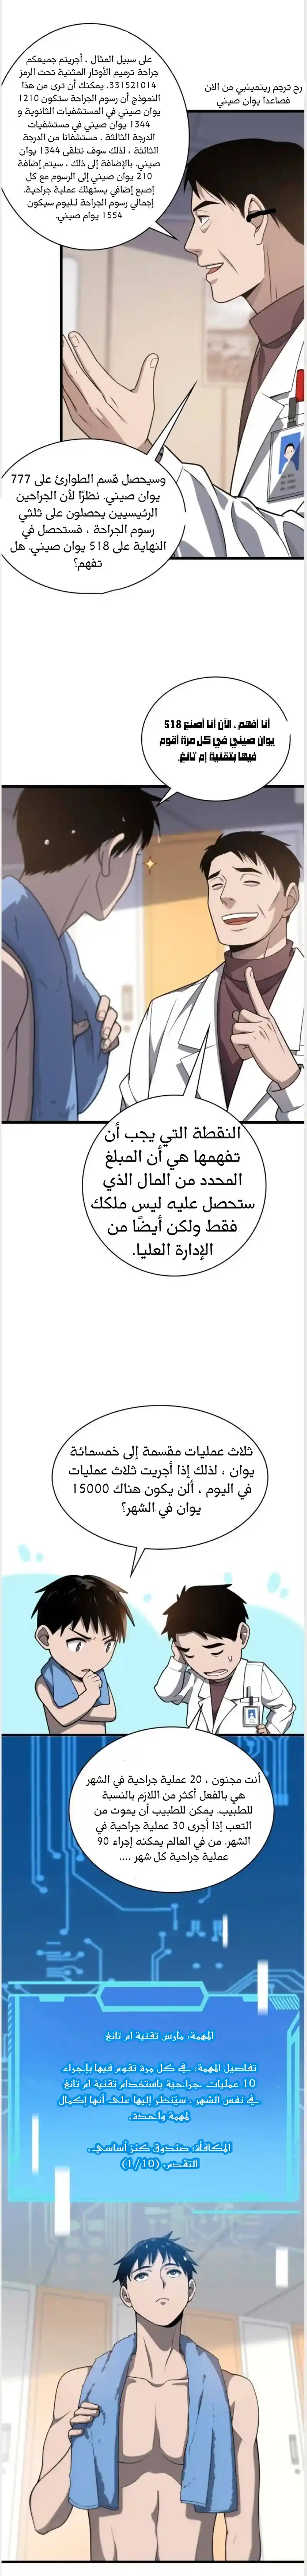 رح ترجم رينمينبي من الان
فصاعدا يوان صيني
على سبيل المثال ، أجريتم جميعكم
جراحة ترميم الأوتار المثنية تحت الرمز
331521014. يمكنك أن ترى من هذا
النموذج أن رسوم الجراحة ستكون 1210
يوان صيني في المستشفيات الثانوية و
1344 يوان صيني في مستشفيات
الدرجة الثالثة . مستشفانا من الدرجة
الثالثة ، لذلك سوف نتلقى 1344 يوان
صيني. بالإضافة إلى ذلك ، سيتم إضافة
210 يوان صيني إلى الرسوم مع كل
إصبع إضافي يستهلك عملية جراحية.
إجمالي رسوم الجراحة لليوم سيكون
1554 يوام صيني.
وسيحصل قسم الطوارئ على 777
يوان صيني. نظرًا لأن الجراحين
الرئيسيين يحصلون على ثلثي
رسوم الجراحة ، فستحصل في
النهاية على 518 يوان صيني. هل
تفهم؟
أنا أفهم ، الآن أنا أصنع 518
يوان صيني في كل مرة أقوم
فيها بتقنية إم تانغ.
النقطة التي يجب أن
تفهمها هي أن المبلغ
المحدد من المال الذي
ستحصل عليه ليس ملكك
فقط ولكن أيضًا من
الإدارة العليا.
ثلاث عمليات مقسمة إلى خمسمائة
يوان ، لذلك إذا أجريت ثلاث عمليات
في اليوم ، ألن يكون هناك 15000
يوان في الشهر؟
أنت مجنون ، 20 عملية جراحية في الشهر
هي بالفعل أكثر من اللازم بالنسبة
للطبيب. يمكن للطبيب أن يموت من
التعب إذا أجرى 30 عملية جراحية في
الشهر. من في العالم يمكنه إجراء 90
عملية جراحية كل شهر ....
المهمة: مارس تقنية ام تانغ
تفاصيل المهمة: في كل مرة تقوم فيها بإجراء
10 عمليات جراحية باستخدام تقنية ام تانغ
في نفس الشهر ، سيُنظر إليها على أنها إكمال
لمهمة واحدة.
المكافأة: صندوق كنز أساسي.
التقدم: (1/10)